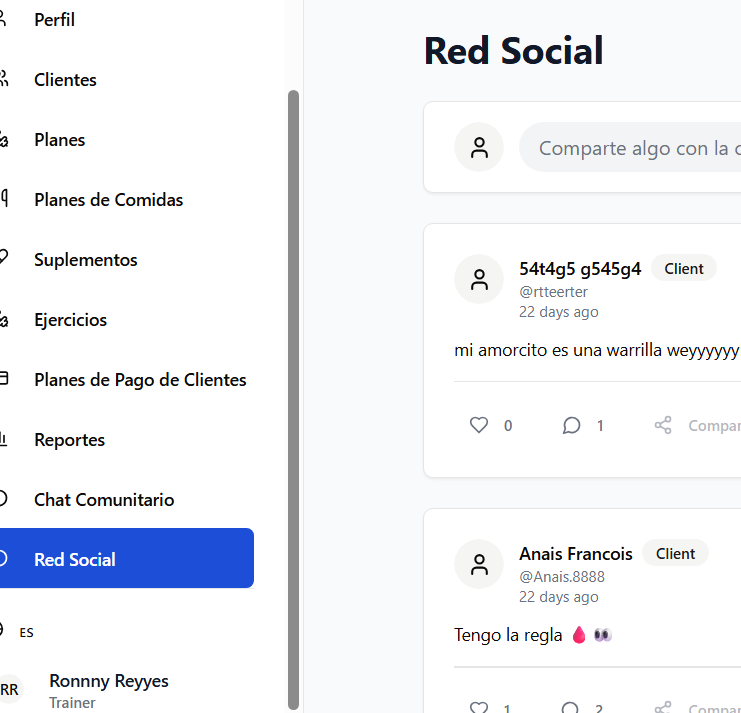 Perfil
Clientes
Planes
Planes de Comidas
Suplementos
Ejercicios
Planes de Pago de Clientes
Reportes
Chat Comunitario
Red Social
ES
RR
Ronnny Reyyes
Trainer
Red Social
Comparte algo con la
54t4g5 g545g4 Client
@rtteerter
22 days ago
mi amorcito es una warrilla weyyyyyy
0 1 Compar
Anais Francois Client
@Anais.8888
22 days ago
Tengo la regla 🩸 👀
1 2 Compar